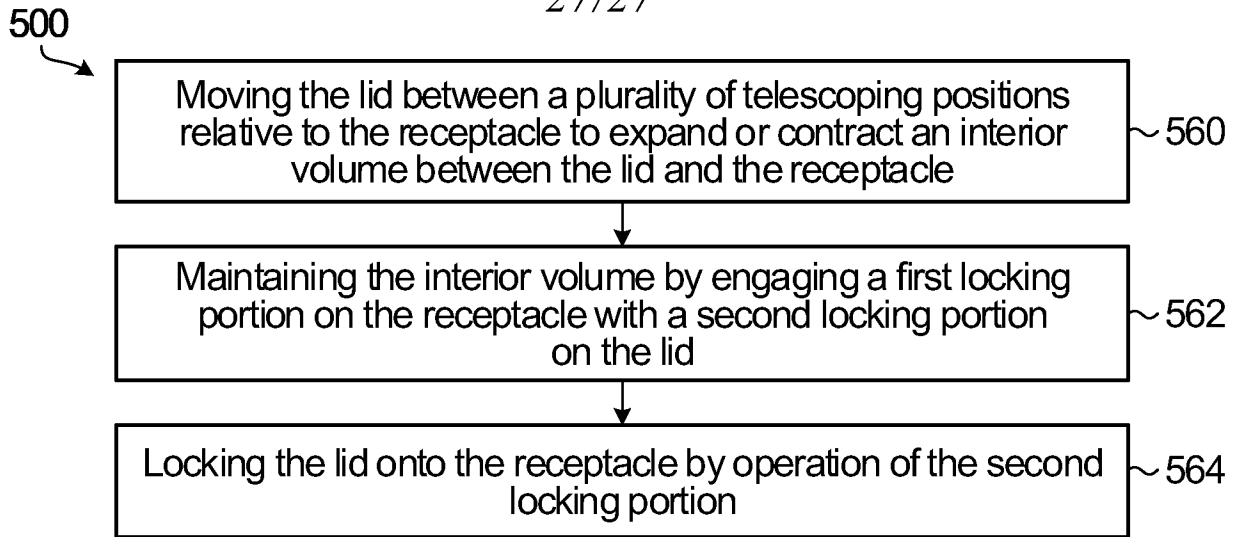 27/27
500
Moving the lid between a plurality of telescoping positions
relative to the receptacle to expand or contract an interior
volume between the lid and the receptacle
560
Maintaining the interior volume by engaging a first locking
portion on the receptacle with a second locking portion
on the lid
562
Locking the lid onto the receptacle by operation of the second
locking portion
564